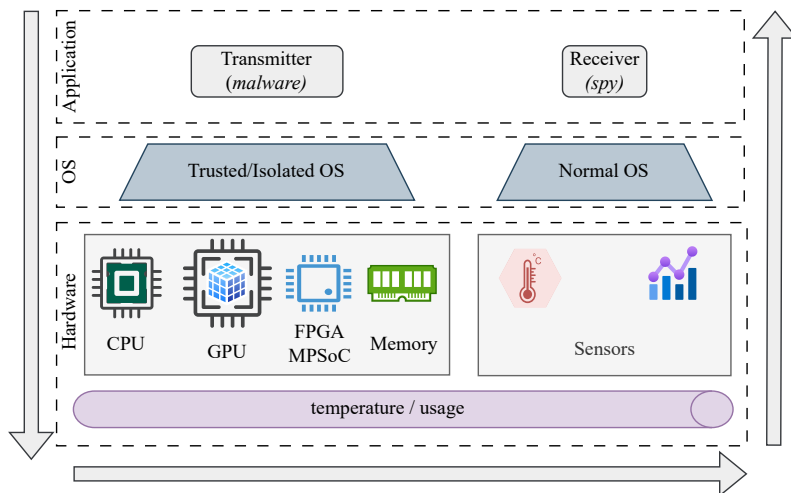 Application
Transmitter
(malware)
Receiver
(spy)
OS
Trusted/Isolated OS
Normal OS
Hardware
CPU
GPU
FPGA
MPSoC
Memory
°C
Sensors
temperature / usage